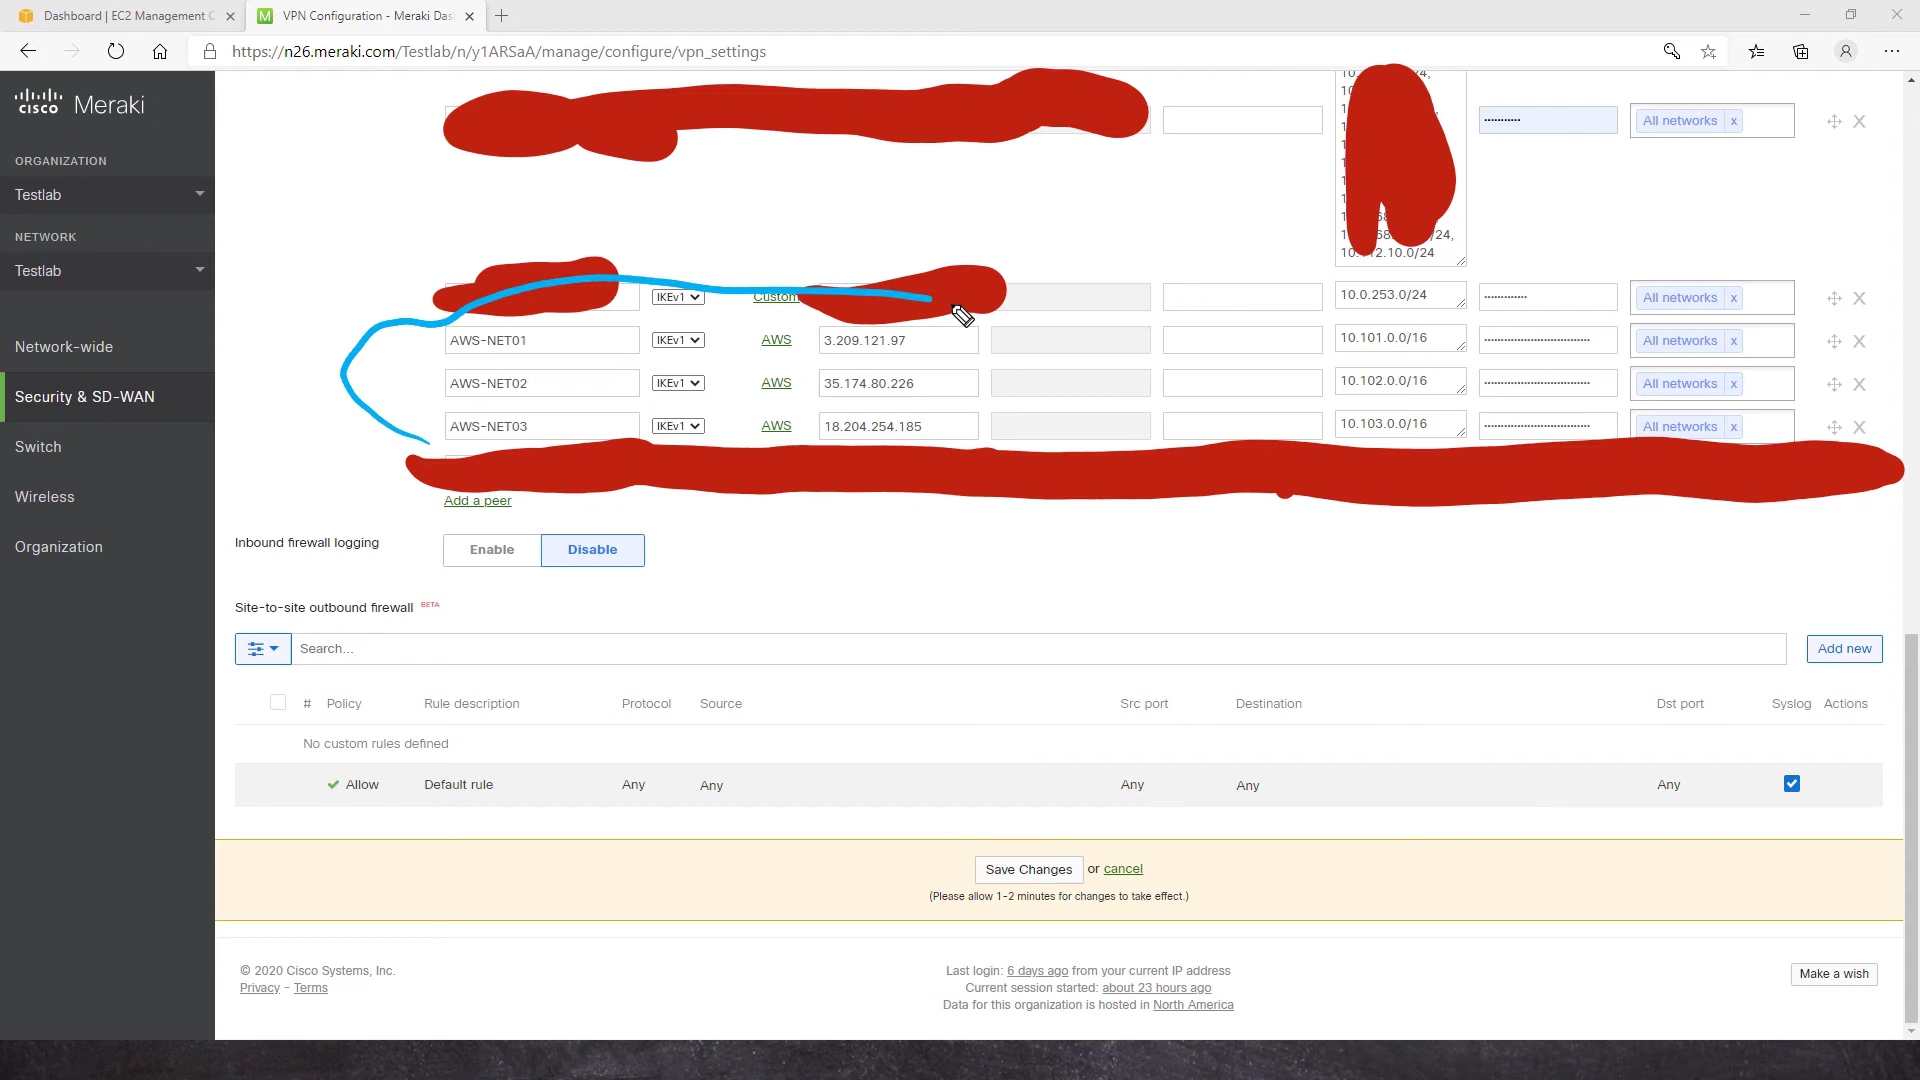 Dashboard | EC2 Management C
VPN Configuration - Meraki Das
https://n26.meraki.com/Testlab/n/y1ARSaA/manage/configure/vpn_settings
cisco Meraki
ORGANIZATION
Testlab
NETWORK
Testlab
Network-wide
Security & SD-WAN
Switch
Wireless
Organization
All networks x
10.112.10.0/24
IKEv1 Custom 10.0.253.0/24 All networks x
AWS-NET01 IKEv1 AWS 3.209.121.97 10.101.0.0/16 All networks x
AWS-NET02 IKEv1 AWS 35.174.80.226 10.102.0.0/16 All networks x
AWS-NET03 IKEv1 AWS 18.204.254.185 10.103.0.0/16 All networks x
Add a peer
Inbound firewall logging Enable Disable
Site-to-site outbound firewall BETA
Search... Add new
# Policy Rule description Protocol Source Src port Destination Dst port Syslog Actions
No custom rules defined
Allow Default rule Any Any Any Any Any
Save Changes or cancel
(Please allow 1-2 minutes for changes to take effect.)
© 2020 Cisco Systems, Inc.
Privacy - Terms
Last login: 6 days ago from your current IP address
Current session started: about 23 hours ago
Data for this organization is hosted in North America
Make a wish